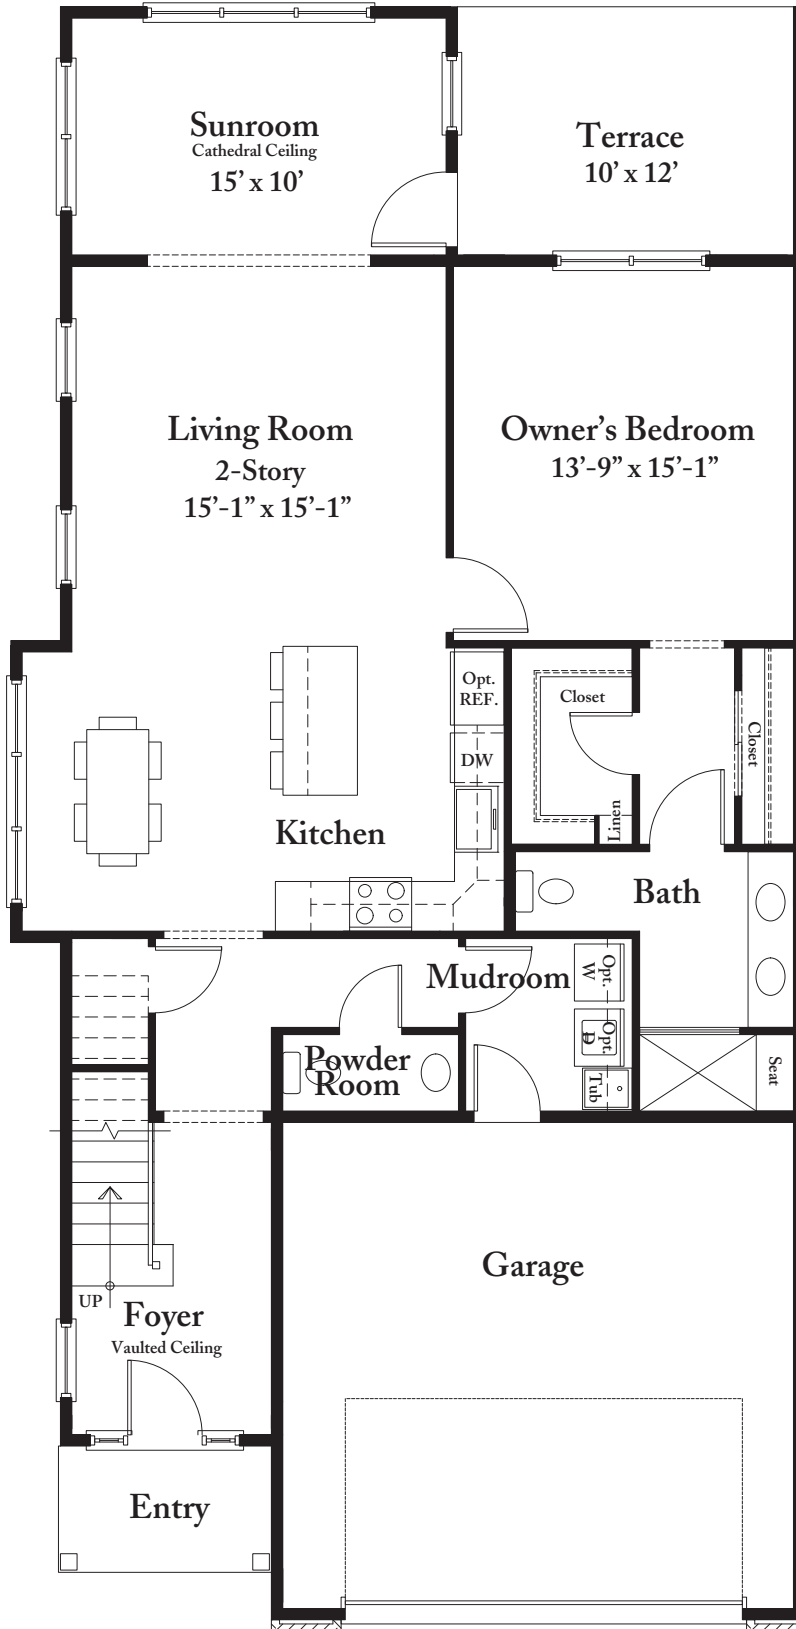 Sunroom
Cathedral Ceiling
15’ x 10’
Terrace
10’ x 12’
Living Room
2-Story
15’-1” x 15’-1”
Owner’s Bedroom
13’-9” x 15’-1”
Opt.
REF.
DW
Closet
Closet
Linen
Kitchen
Bath
Mudroom
Opt.
W
Opt.
D
Tub
Powder
Room
Seat
Garage
UP
Foyer
Vaulted Ceiling
Entry